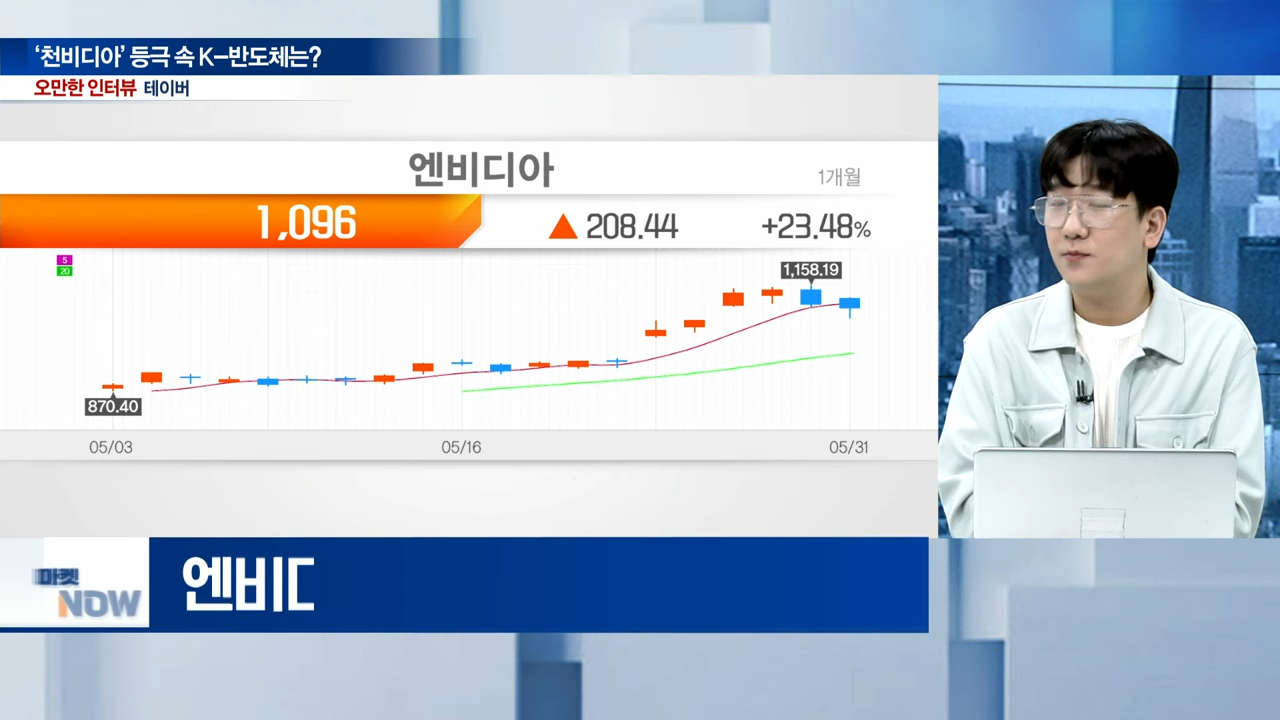 ‘천비디아’ 등극 속 K-반도체는?
오만한 인터뷰 테이버
엔비디아
1개월
1,096 ▲ 208.44 +23.48%
5
20
1,158.19
870.40
05/03 05/16 05/31
마켓
NOW
엔비